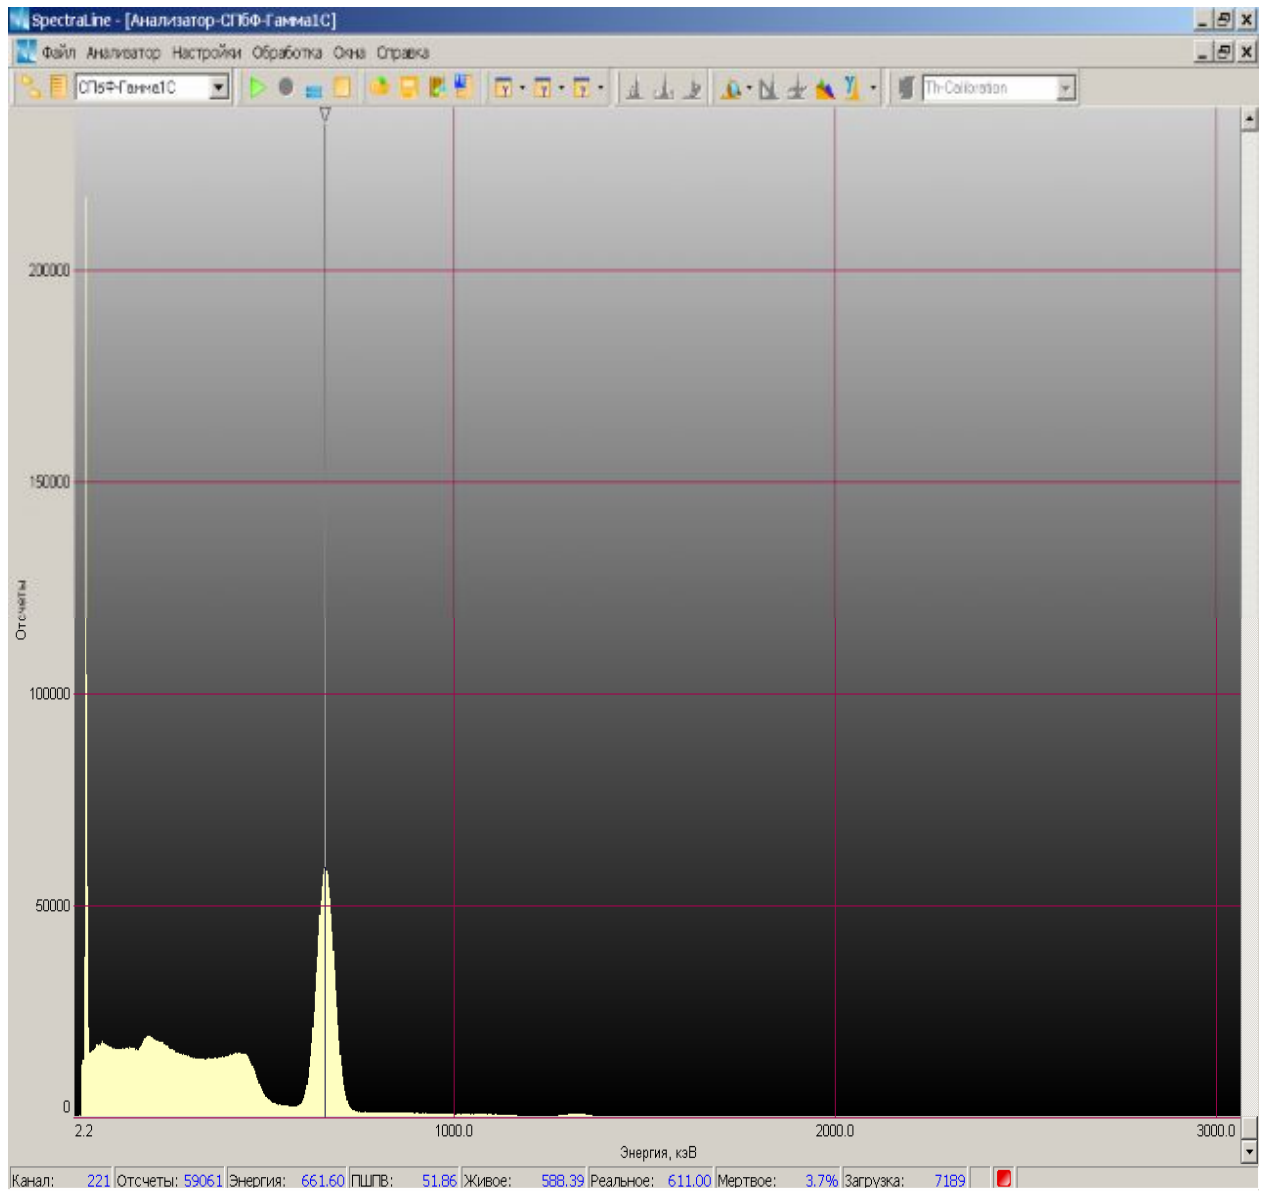 SpectraLine - [Анализатор-СПбФ-Гамма1С]
Файл Анализатор Настройки Обработка Окна Справка
СПбФ-Гамма1С Th-Calibration
200000
150000
Отсчеты
100000
50000
0
2.2 1000.0 2000.0 3000.0
Энергия, кэВ
Канал: 221 Отсчеты: 59061 Энергия: 661.60 ПШПВ: 51.86 Живое: 588.39 Реальное: 611.00 Мертвое: 3.7% Загрузка: 7189